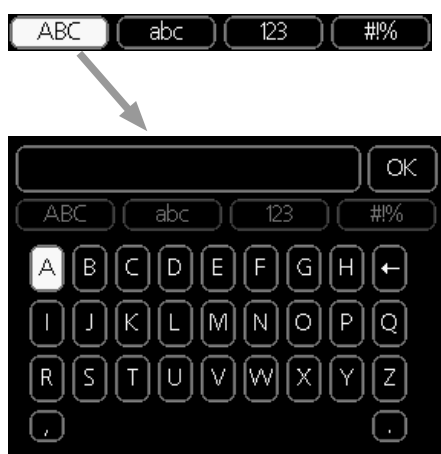 ABC abc 123 #!%
OK
ABC abc 123 #!%
A B C D E F G H ←
I J K L M N O P Q
R S T U V W X Y Z
, .